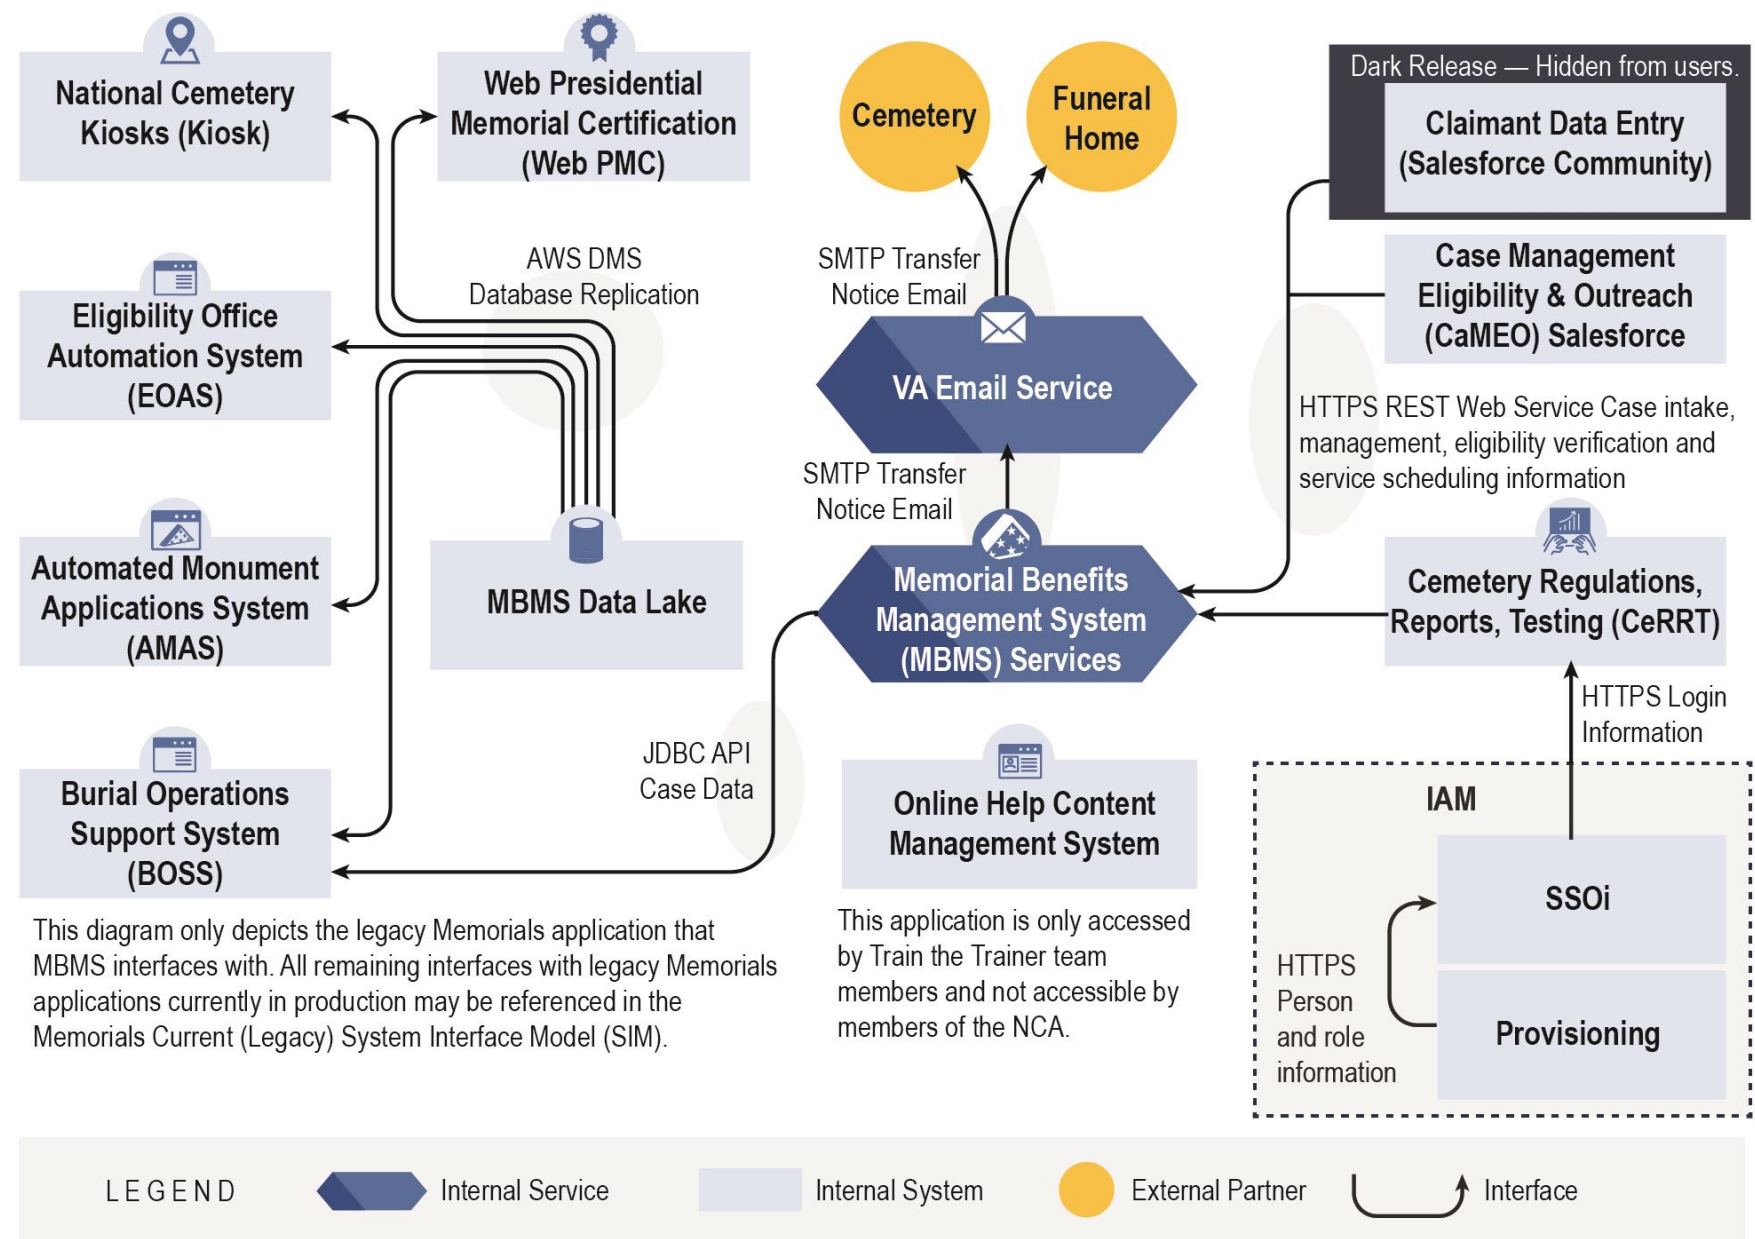 National Cemetery
Kiosks (Kiosk)
Web Presidential
Memorial Certification
(Web PMC)
Cemetery
Funeral
Home
Dark Release — Hidden from users.
Claimant Data Entry
(Salesforce Community)
Case Management
Eligibility & Outreach
(CaMEO) Salesforce
AWS DMS
Database Replication
SMTP Transfer
Notice Email
Eligibility Office
Automation System
(EOAS)
VA Email Service
HTTPS REST Web Service Case intake,
management, eligibility verification and
service scheduling information
SMTP Transfer
Notice Email
Automated Monument
Applications System
(AMAS)
MBMS Data Lake
Memorial Benefits
Management System
(MBMS) Services
Cemetery Regulations,
Reports, Testing (CeRRT)
HTTPS Login
Information
JDBC API
Case Data
Burial Operations
Support System
(BOSS)
Online Help Content
Management System
IAM
SSOi
HTTPS
Person
and role
information
Provisioning
This diagram only depicts the legacy Memorials application that
MBMS interfaces with. All remaining interfaces with legacy Memorials
applications currently in production may be referenced in the
Memorials Current (Legacy) System Interface Model (SIM).
This application is only accessed
by Train the Trainer team
members and not accessible by
members of the NCA.
LEGEND
Internal Service
Internal System
External Partner
Interface